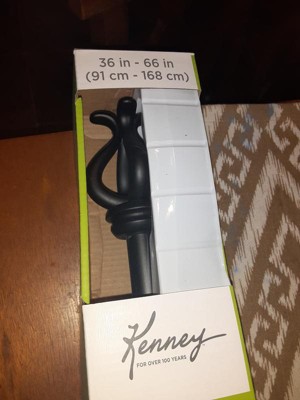 36 in - 66 in
(91 cm - 168 cm)
Kenney
FOR OVER 100 YEARS